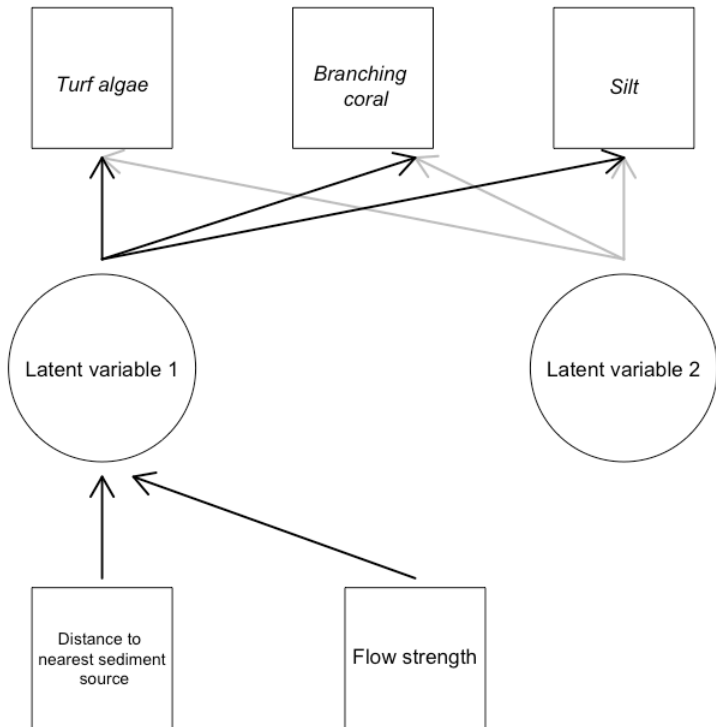 Turf algae
Branching
coral
Silt
Latent variable 1
Latent variable 2
Distance to
nearest sediment
source
Flow strength